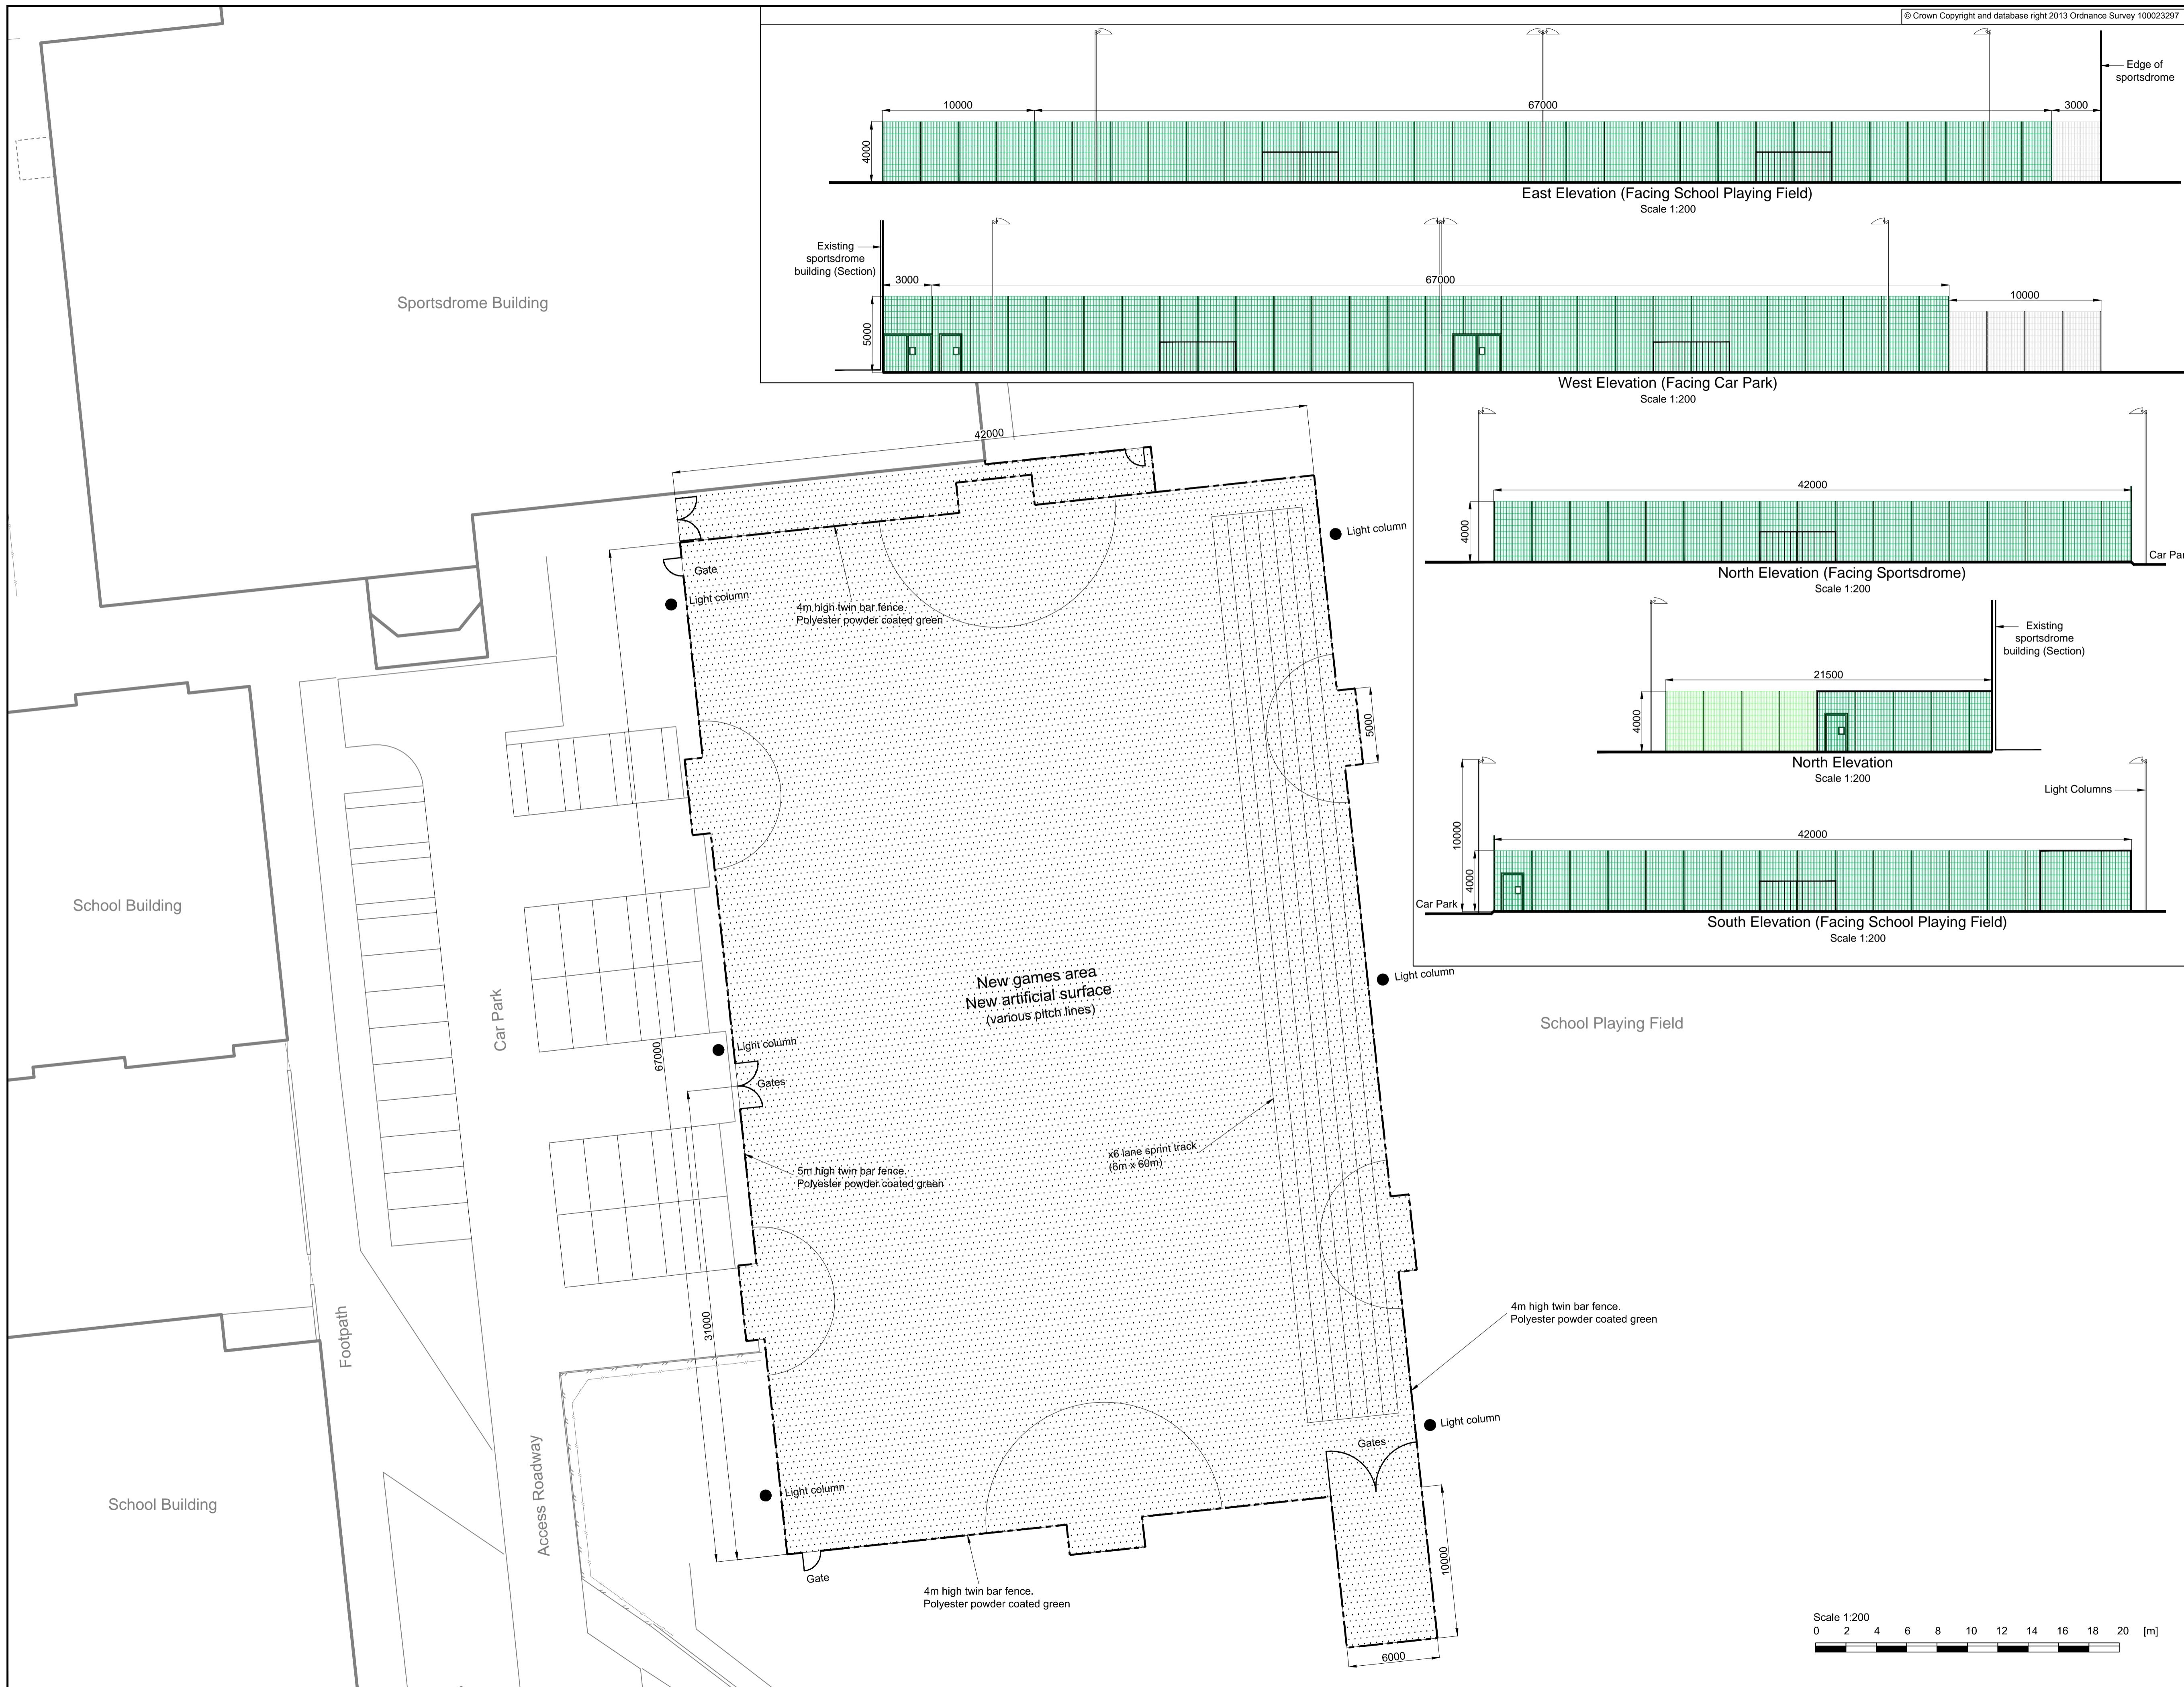 © Crown Copyright and database right 2013 Ordnance Survey 100023297
Edge of
sportsdrome
10000
67000
3000
4000
East Elevation (Facing School Playing Field)
Scale 1:200
Existing
sportsdrome
building (Section)
3000
67000
10000
5000
West Elevation (Facing Car Park)
Scale 1:200
42000
4000
Car Par
North Elevation (Facing Sportsdrome)
Scale 1:200
Existing
sportsdrome
building (Section)
21500
4000
North Elevation
Scale 1:200
Light Columns
10000
42000
4000
Car Park
South Elevation (Facing School Playing Field)
Scale 1:200
Sportsdrome Building
42000
Light column
Gate
Light column
4m high twin bar fence.
Polyester powder coated green
5000
School Building
Car Park
New games area
New artificial surface
(various pitch lines)
Light column
School Playing Field
67000
Light column
Gates
x6 lane sprint track
(6m x 60m)
5m high twin bar fence.
Polyester powder coated green
31000
Footpath
4m high twin bar fence.
Polyester powder coated green
Light column
Gates
School Building
Access Roadway
Light column
Gate
10000
4m high twin bar fence.
Polyester powder coated green
6000
Scale 1:200
0 2 4 6 8 10 12 14 16 18 20 [m]